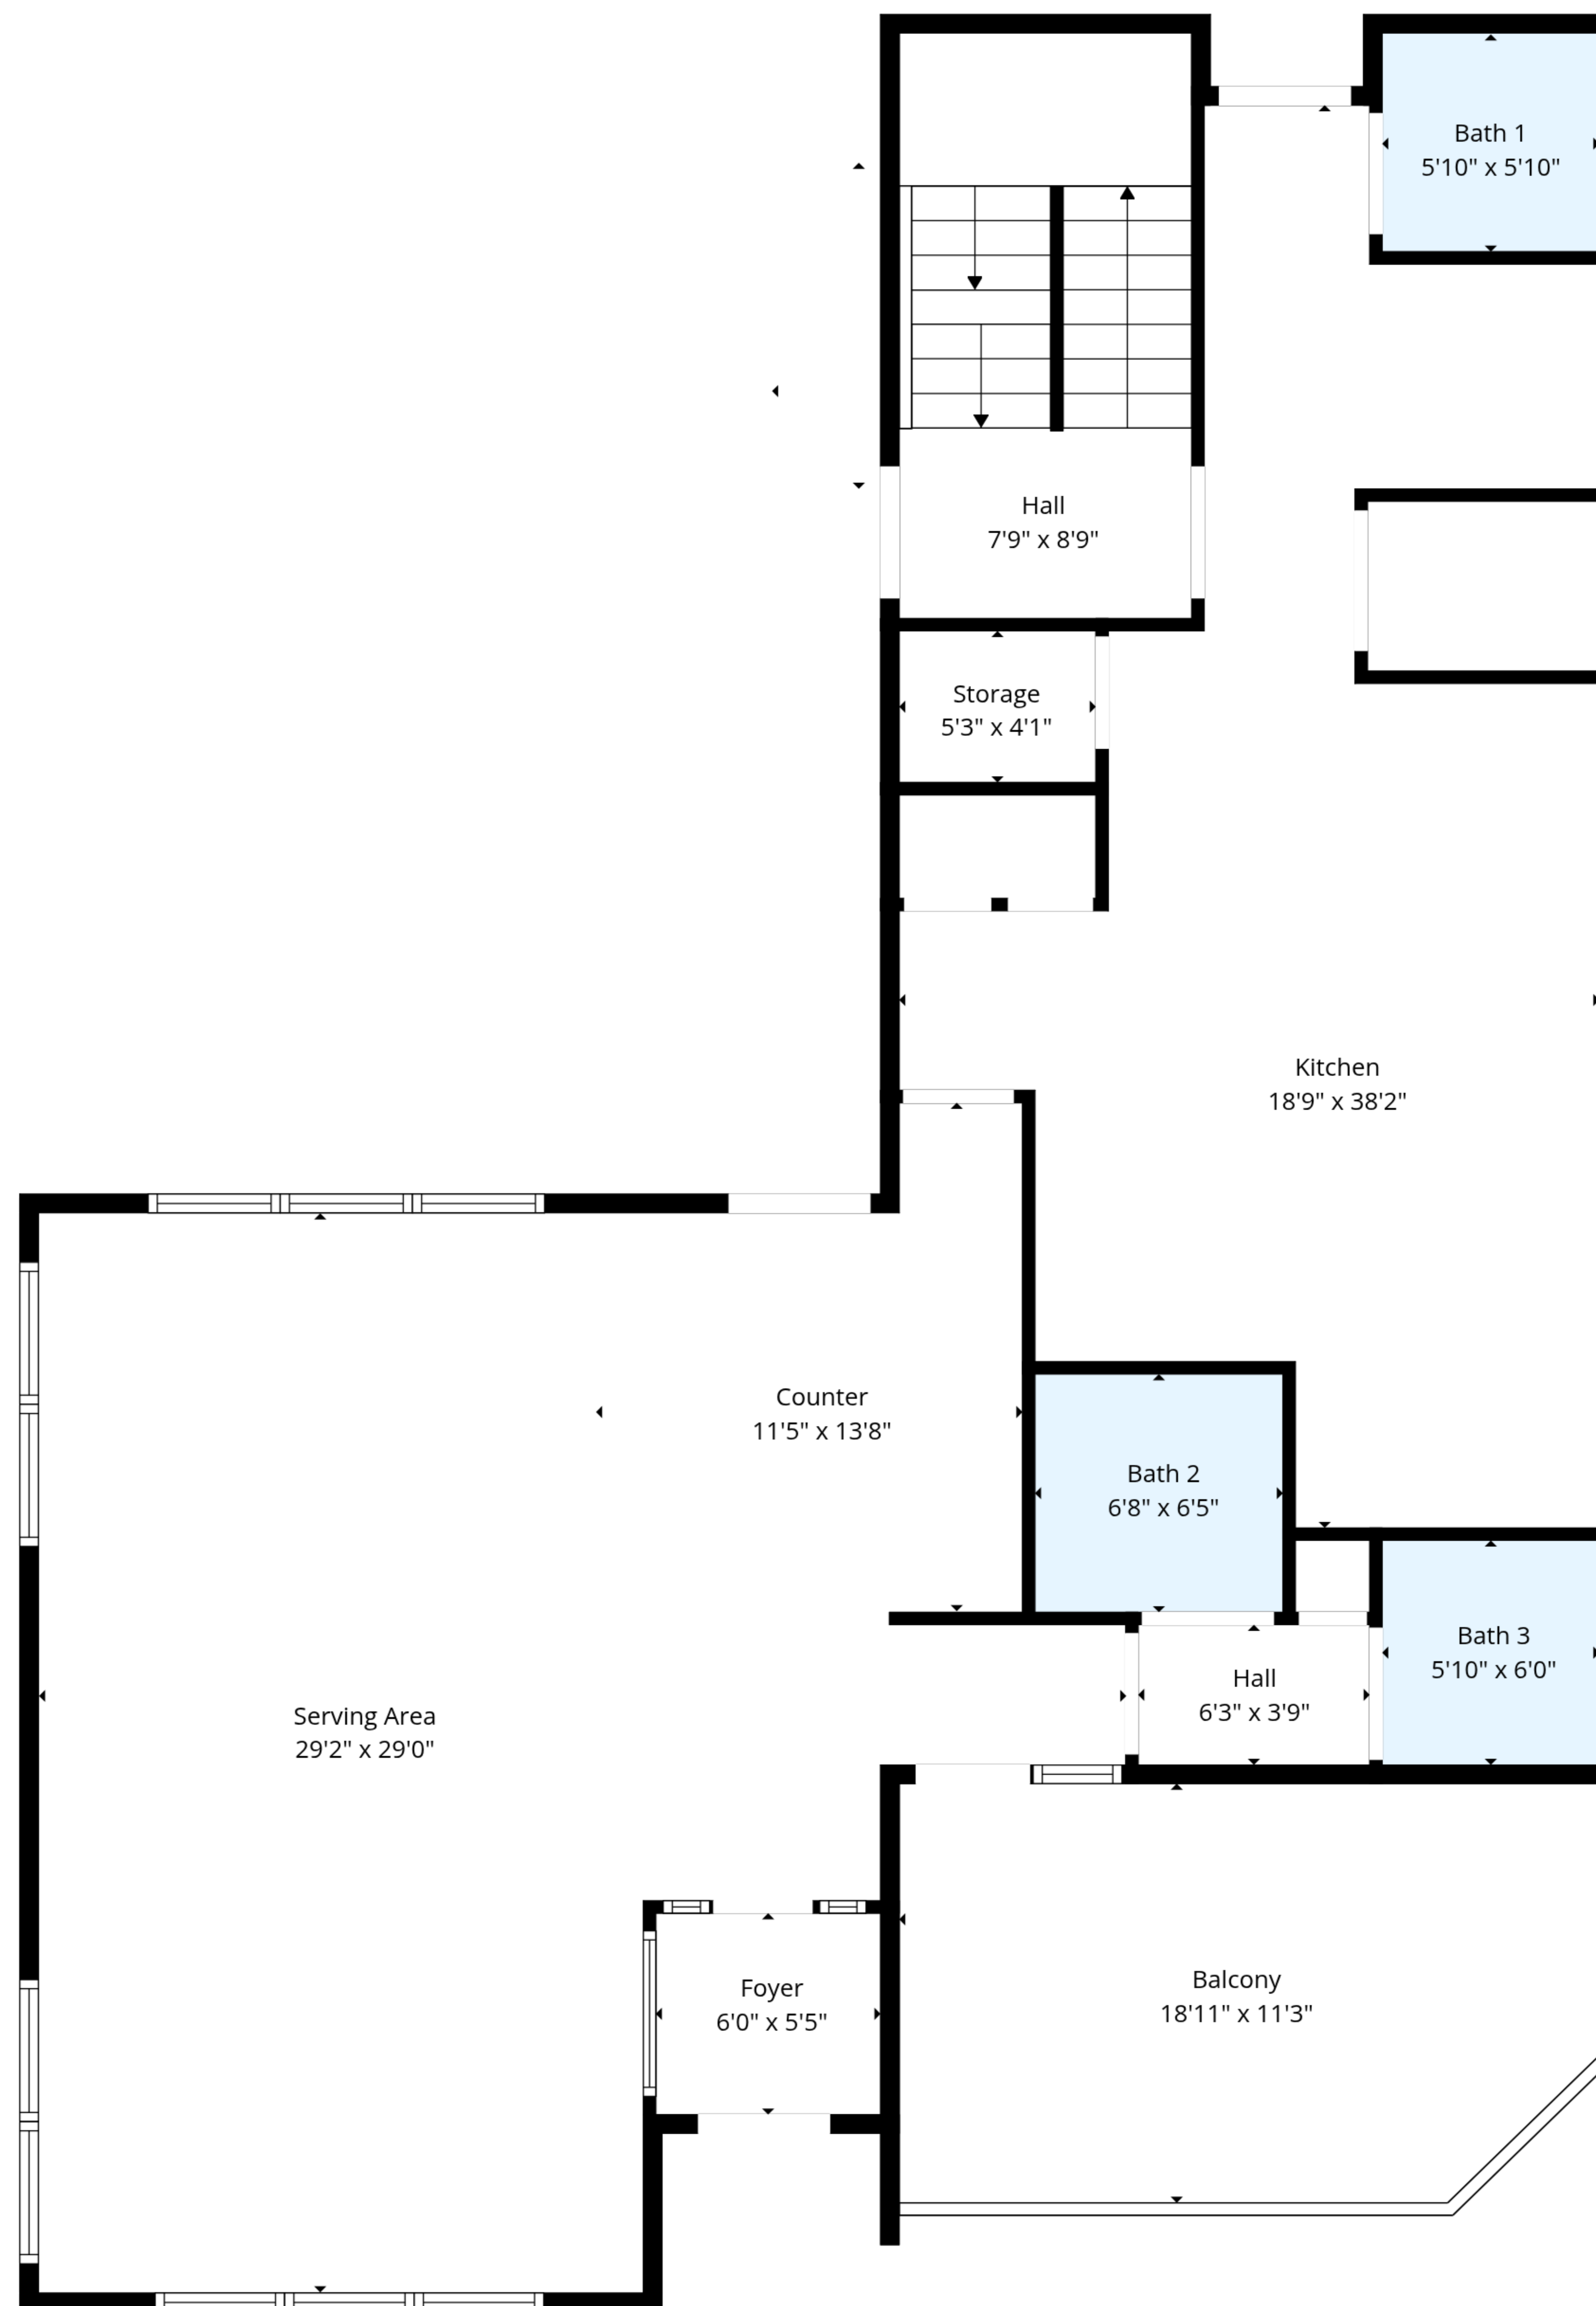 Bath 1
5'10" x 5'10"
Hall
7'9" x 8'9"
Storage
5'3" x 4'1"
Kitchen
18'9" x 38'2"
Counter
11'5" x 13'8"
Bath 2
6'8" x 6'5"
Bath 3
5'10" x 6'0"
Hall
6'3" x 3'9"
Serving Area
29'2" x 29'0"
Foyer
6'0" x 5'5"
Balcony
18'11" x 11'3"